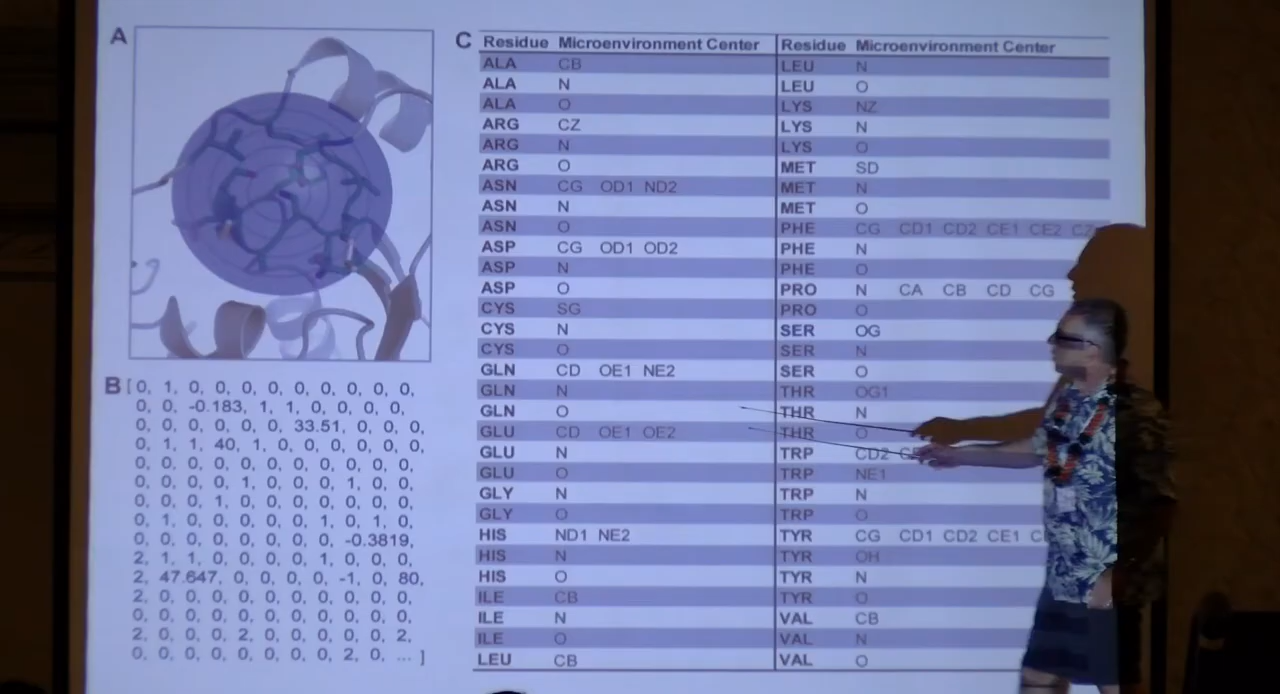 A
B [0, 1, 0, 0, 0, 0, 0, 0, 0, 0, 0,
0, 0, -0.183, 1, 1, 0, 0, 0, 0,
0, 0, 0, 0, 0, 0, 33.51, 0, 0, 0,
0, 1, 1, 40, 1, 0, 0, 0, 0, 0, 0,
0, 0, 0, 0, 0, 0, 0, 0, 0, 0, 0,
0, 0, 0, 0, 1, 0, 0, 0, 1, 0, 0,
0, 0, 0, 1, 0, 0, 0, 0, 0, 0, 0,
0, 1, 0, 0, 0, 0, 0, 1, 0, 1, 0,
0, 0, 0, 0, 0, 0, 0, 0, -0.3819,
2, 1, 1, 0, 0, 0, 0, 1, 0, 0, 0,
2, 47.647, 0, 0, 0, 0, -1, 0, 80,
2, 0, 0, 0, 0, 0, 0, 0, 0, 0, 0,
0, 0, 0, 0, 0, 0, 0, 0, 0, 0, 0,
2, 0, 0, 0, 2, 0, 0, 0, 0, 0, 2,
0, 0, 0, 0, 0, 0, 0, 0, 2, 0, ... ]
C Residue Microenvironment Center Residue Microenvironment Center
ALA CB LEU N
ALA N LEU O
ALA O LYS NZ
ARG CZ LYS N
ARG N LYS O
ARG O MET SD
ASN CG OD1 ND2 MET N
ASN N MET O
ASN O PHE CG CD1 CD2 CE1 CE2 CZ
ASP CG OD1 OD2 PHE N
ASP N PHE O
ASP O PRO N CA CB CD CG
CYS SG PRO O
CYS N SER OG
CYS O SER N
GLN CD OE1 NE2 SER O
GLN N THR OG1
GLN O THR N
GLU CD OE1 OE2 THR O
GLU N TRP CD2
GLU O TRP NE1
GLY N TRP N
GLY O TRP O
HIS ND1 NE2 TYR CG CD1 CD2 CE1
HIS N TYR OH
HIS O TYR N
ILE CB TYR O
ILE N VAL CB
ILE O VAL N
LEU CB VAL O